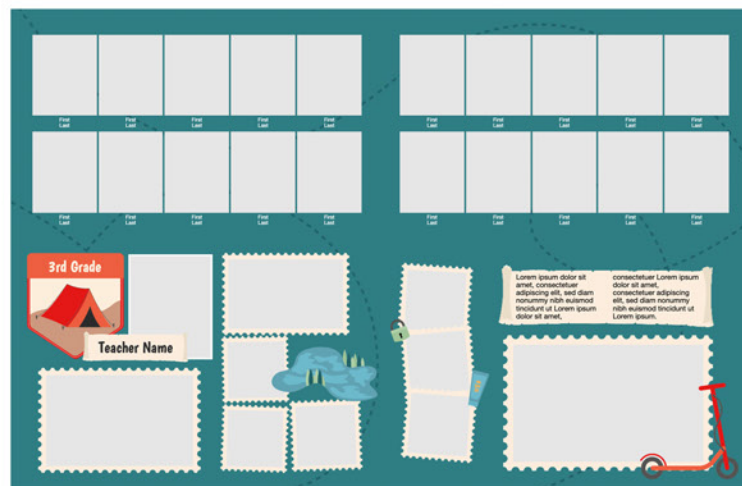 First First First First First
Last Last Last Last Last
First First First First First
Last Last Last Last Last
First First First First First
Last Last Last Last Last
First First First First First
Last Last Last Last Last
3rd Grade
Teacher Name
Lorem ipsum dolor sit
amet, consectetuer
adipiscing elit, sed diam
nonummy nibh euismod
tincidunt ut Lorem ipsum
dolor sit amet,
consectetuer Lorem ipsum
dolor sit amet,
consectetuer adipiscing
elit, sed diam nonummy
nibh euismod tincidunt ut
Lorem ipsum.